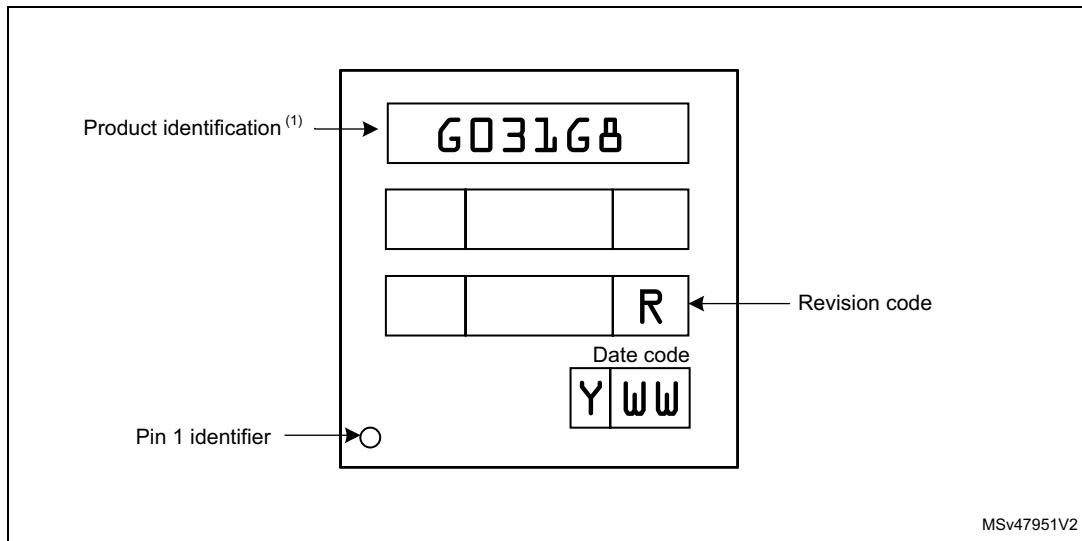 Product identification (1)
G031G8
R
Revision code
Date code
Y WW
Pin 1 identifier
MSv47951V2